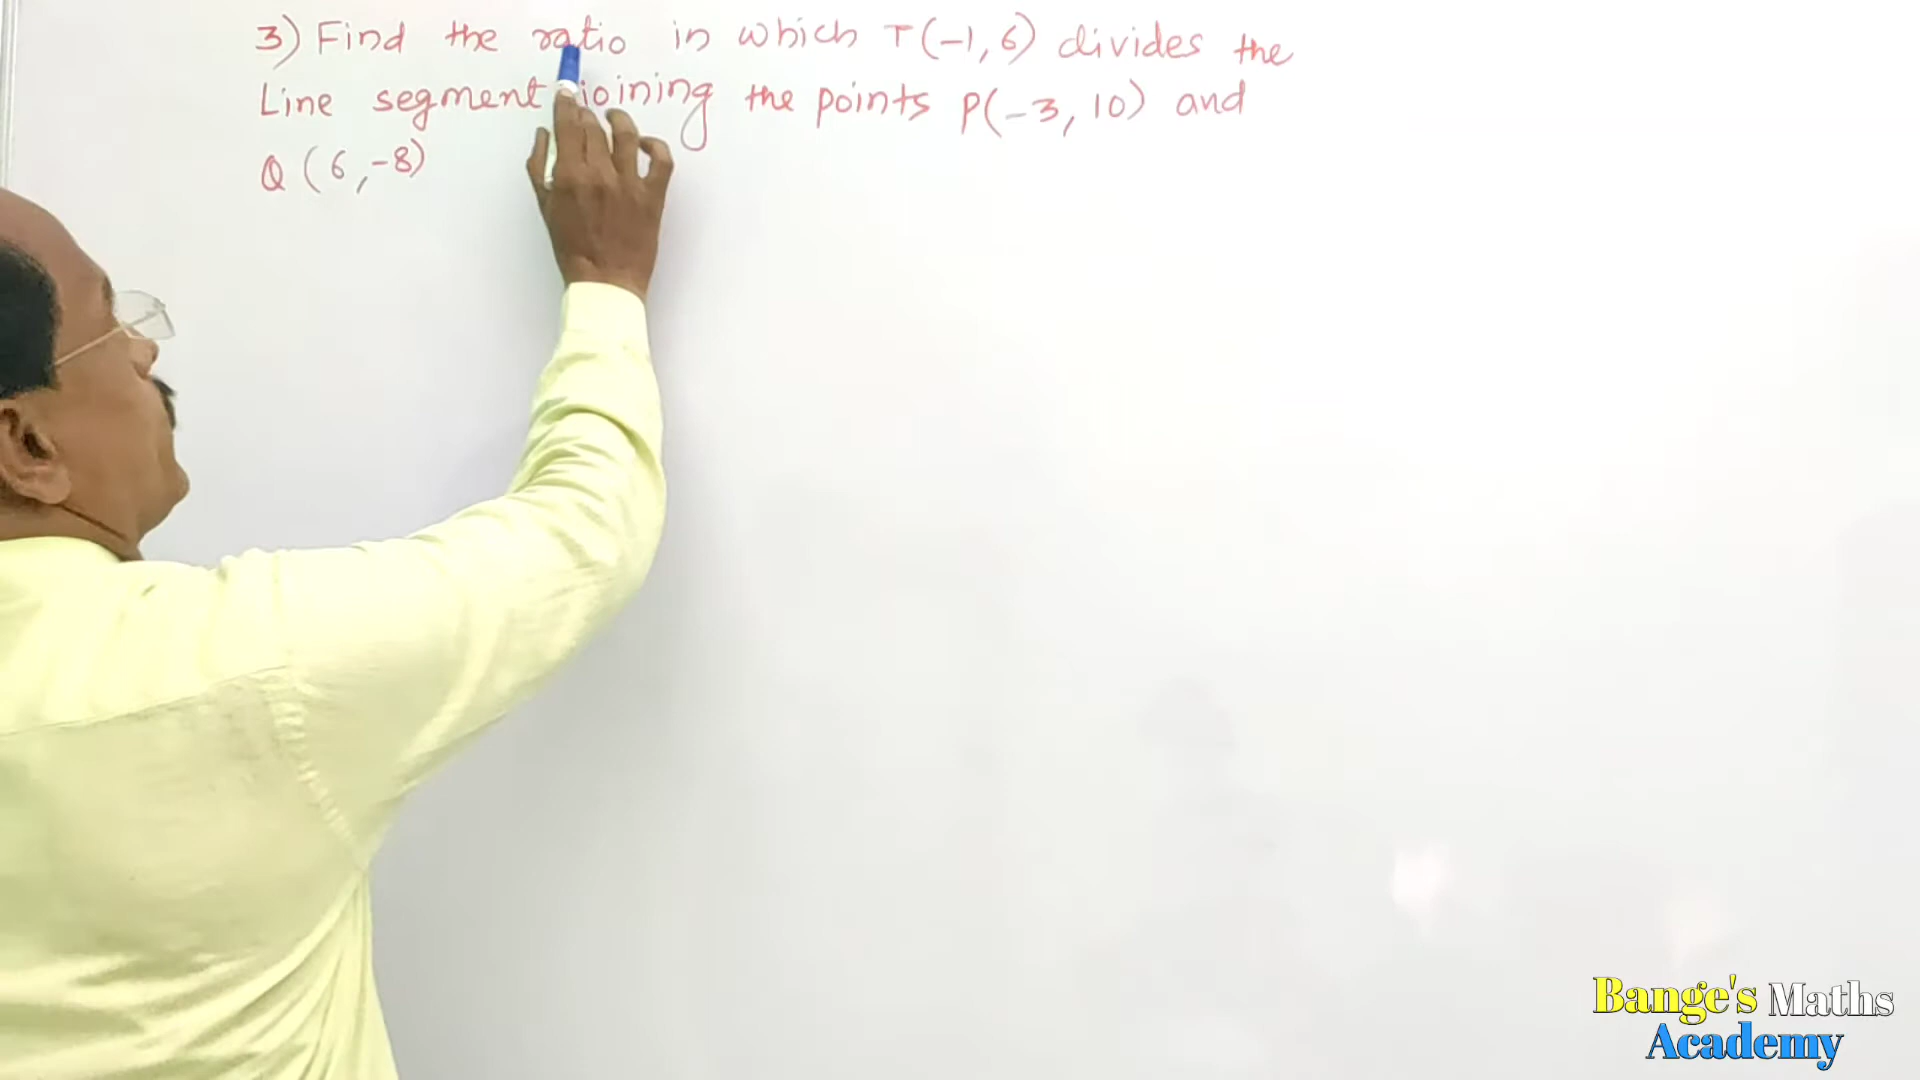 3) Find the ratio in which T(-1, 6) divides the
Line segment joining the points P(-3, 10) and
Q (6, -8)
Bange's Maths
Academy